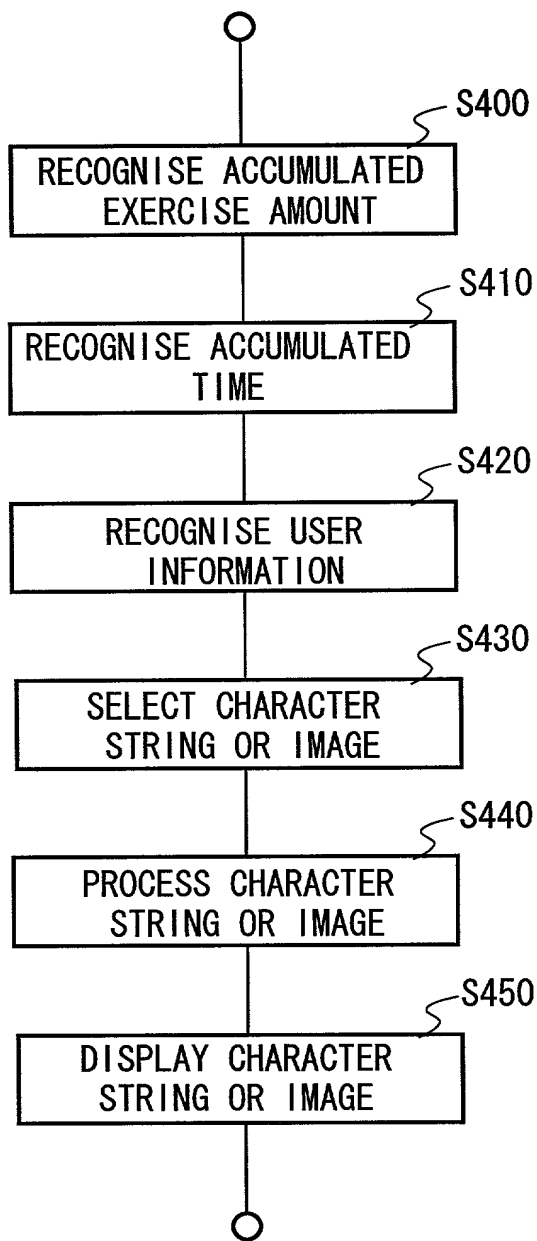 S400
RECOGNISE ACCUMULATED
EXERCISE AMOUNT
S410
RECOGNISE ACCUMULATED
TIME
S420
RECOGNISE USER
INFORMATION
S430
SELECT CHARACTER
STRING OR IMAGE
S440
PROCESS CHARACTER
STRING OR IMAGE
S450
DISPLAY CHARACTER
STRING OR IMAGE